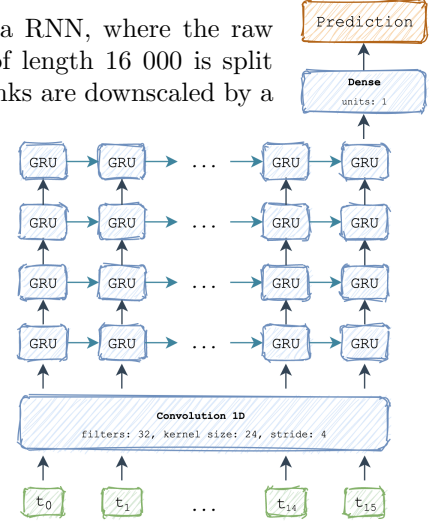 a RNN, where the raw
of length 16 000 is split
nks are downscaled by a
Prediction
Dense
units: 1
GRU GRU ... GRU GRU
GRU GRU ... GRU GRU
GRU GRU ... GRU GRU
GRU GRU ... GRU GRU
Convolution 1D
filters: 32, kernel size: 24, stride: 4
t0 t1 ... t14 t15